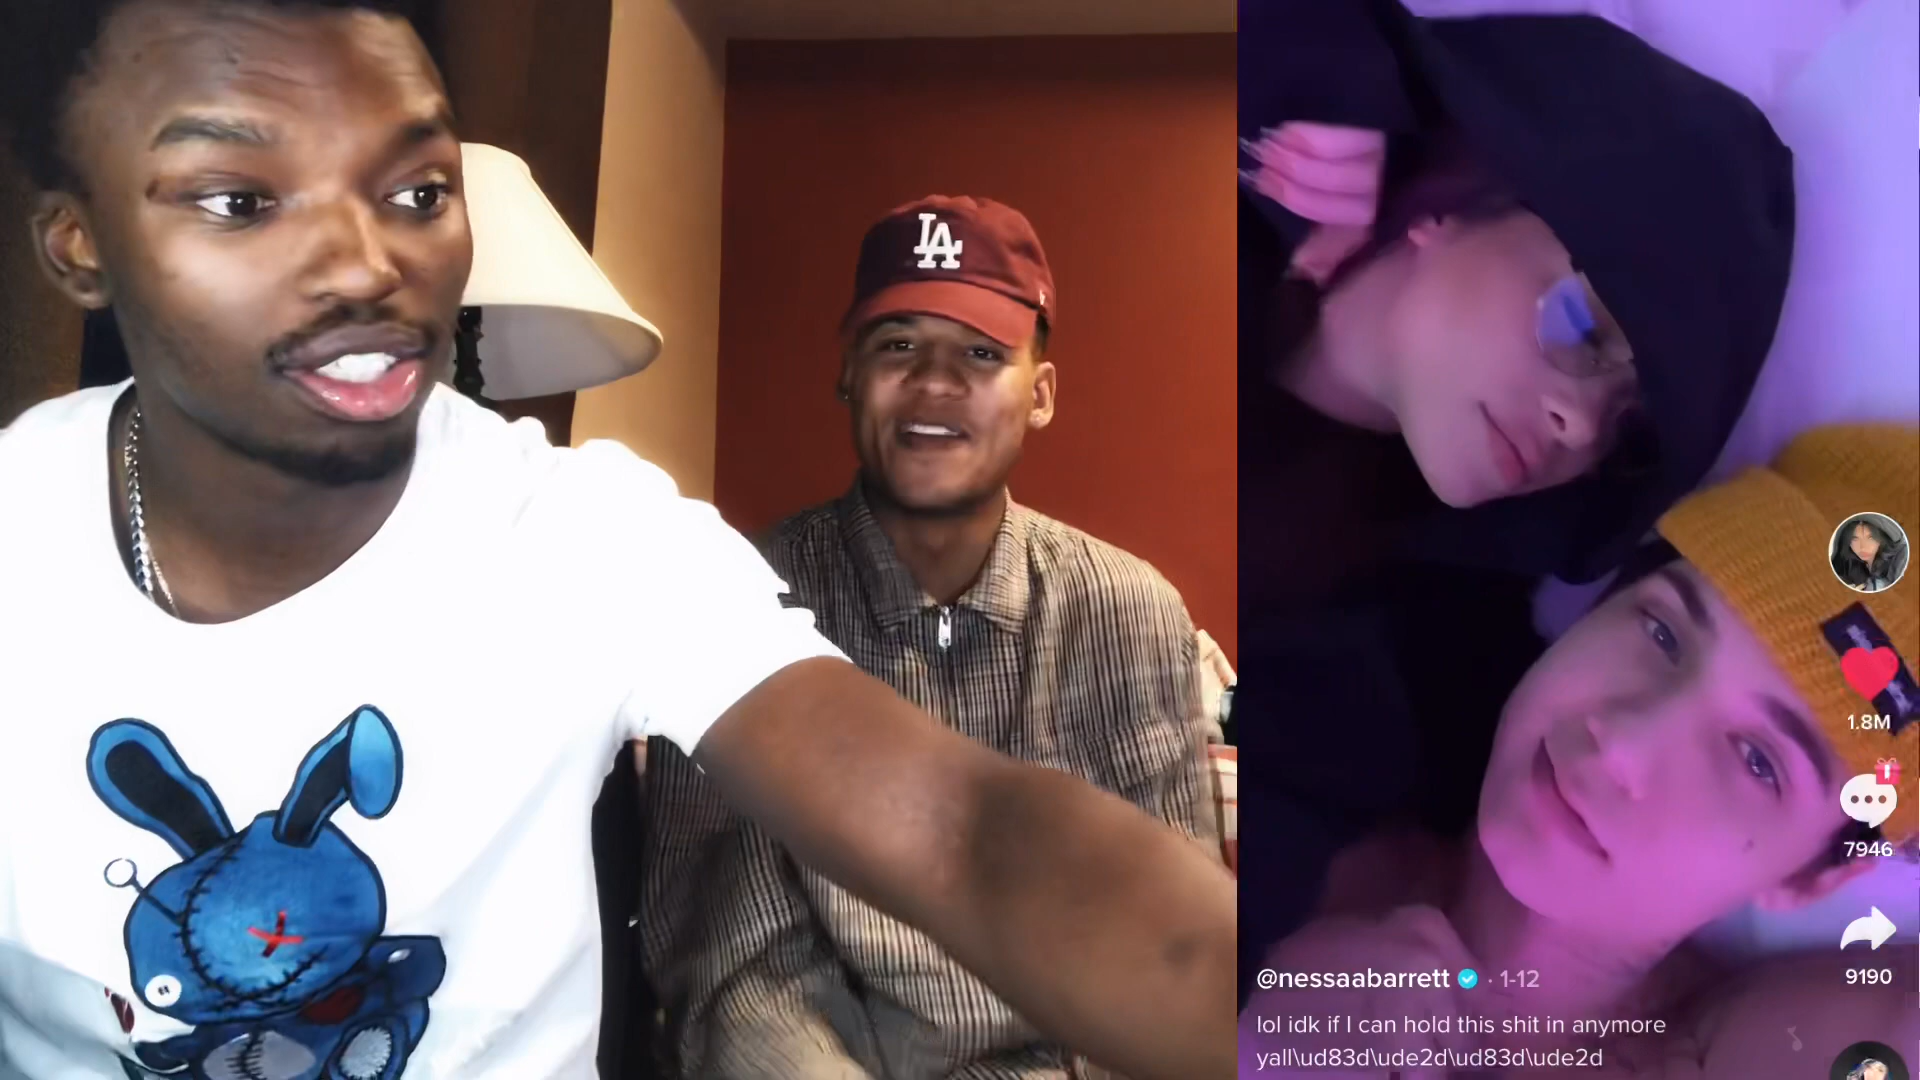 LA
1.8M
7946
9190
@nessaabarrett · 1-12
lol idk if I can hold this shit in anymore
yall\ud83d\ude2d\ud83d\ude2d